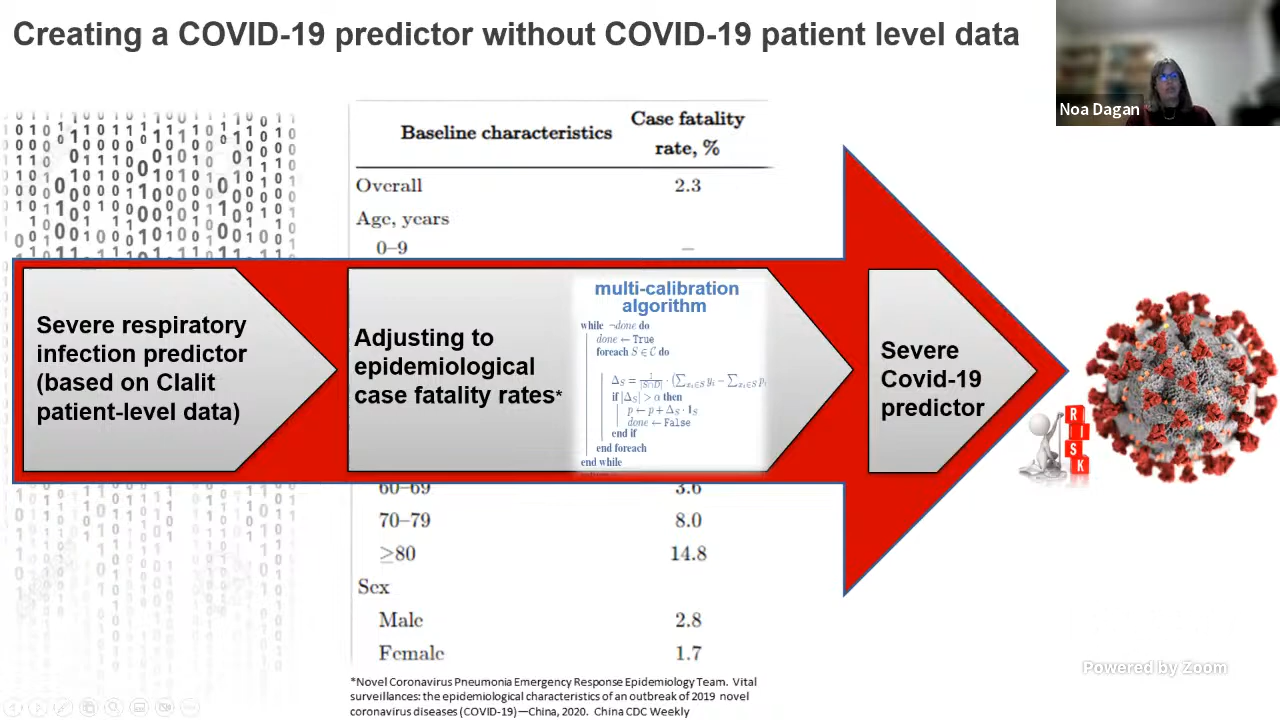 Creating a COVID-19 predictor without COVID-19 patient level data
Noa Dagan
Baseline characteristics
Case fatality
rate, %
Overall 2.3
Age, years
0–9 –
Severe respiratory
infection predictor
(based on Clalit
patient-level data)
Adjusting to
epidemiological
case fatality rates*
multi-calibration
algorithm
while ¬done do
done ← True
foreach S ∈ C do
if |Δ_S| > α then
p ← p + Δ_S · 1_S
done ← False
end if
end foreach
end while
Severe
Covid-19
predictor
R
I
S
K
60–69 3.6
70–79 8.0
≥80 14.8
Sex
Male 2.8
Female 1.7
*Novel Coronavirus Pneumonia Emergency Response Epidemiology Team. Vital
surveillances: the epidemiological characteristics of an outbreak of 2019 novel
coronavirus diseases (COVID-19)—China, 2020. China CDC Weekly
Powered by Zoom